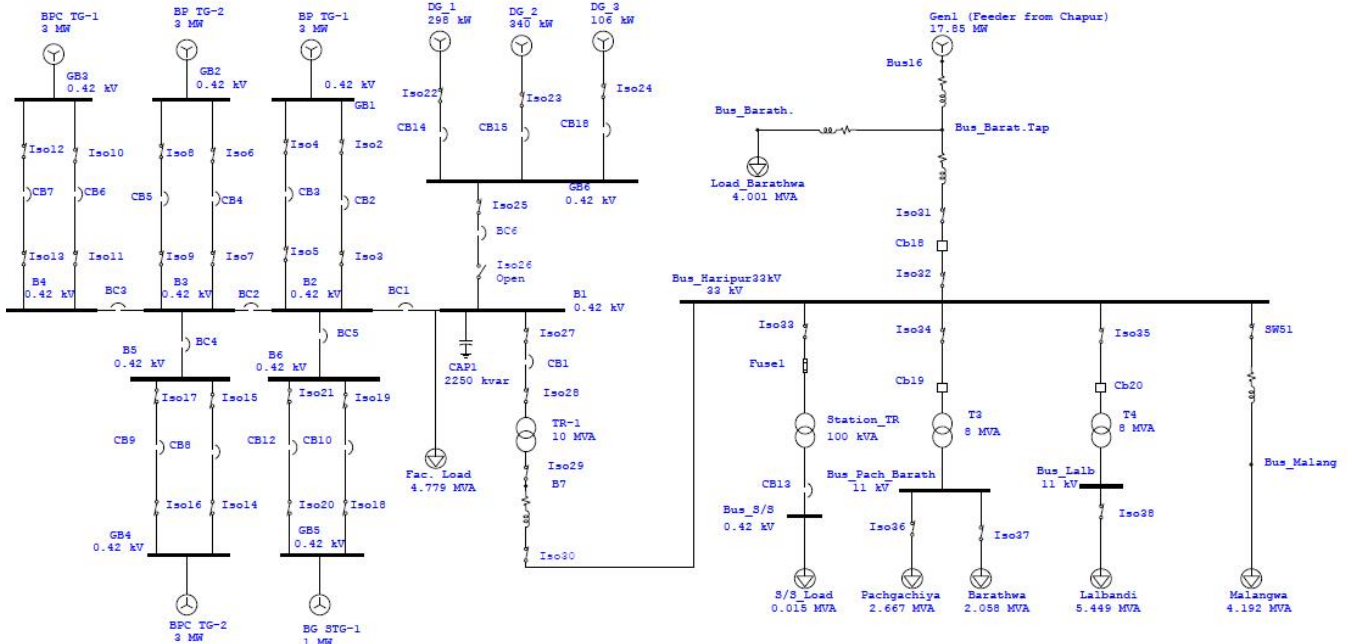 BPC TG-1
3 MW
BP TG-2
3 MW
BP TG-1
3 MW
DG_1
298 kW
DG_2
340 kW
DG_3
106 kW
Gen1 (Feeder from Chapur)
17.85 MW
GB3
0.42 kV
GB2
0.42 kV
0.42 kV
GB1
Iso22
Iso23
Iso24
Bus16
CB14
CB15
CB18
Bus_Barath.
Bus_Barat.Tap
Iso12
Iso10
Iso8
Iso6
Iso4
Iso2
Load_Barathwa
4.001 MVA
CB7
CB6
CB5
CB4
CB3
CB2
GB6
0.42 kV
Iso25
BC6
Iso31
Cb18
Iso32
Iso13
Iso11
Iso9
Iso7
Iso5
Iso3
Iso26
Open
B4
0.42 kV
BC3
B3
0.42 kV
BC2
B2
0.42 kV
BC1
B1
0.42 kV
Bus_Haripur33kV
33 kV
BC4
BC5
Iso27
Iso33
Iso34
Iso35
SW51
B5
0.42 kV
B6
0.42 kV
CAP1
2250 kvar
CB1
Fuse1
Iso28
Cb19
Cb20
Iso17
Iso15
Iso21
Iso19
CB9
CB8
CB12
CB10
TR-1
10 MVA
Station_TR
100 kVA
T3
8 MVA
T4
8 MVA
Fac. Load
4.779 MVA
Iso29
B7
CB13
Bus_Pach_Barath
11 kV
Bus_Lalb
11 kV
Bus_Malang
Iso16
Iso14
Iso20
Iso18
Bus_S/S
0.42 kV
Iso36
Iso37
Iso38
GB4
0.42 kV
GB5
0.42 kV
Iso30
S/S_Load
0.015 MVA
Pachgachiya
2.667 MVA
Barathwa
2.058 MVA
Lalbandi
5.449 MVA
Malangwa
4.192 MVA
BPC TG-2
3 MW
BG STG-1
1 MW